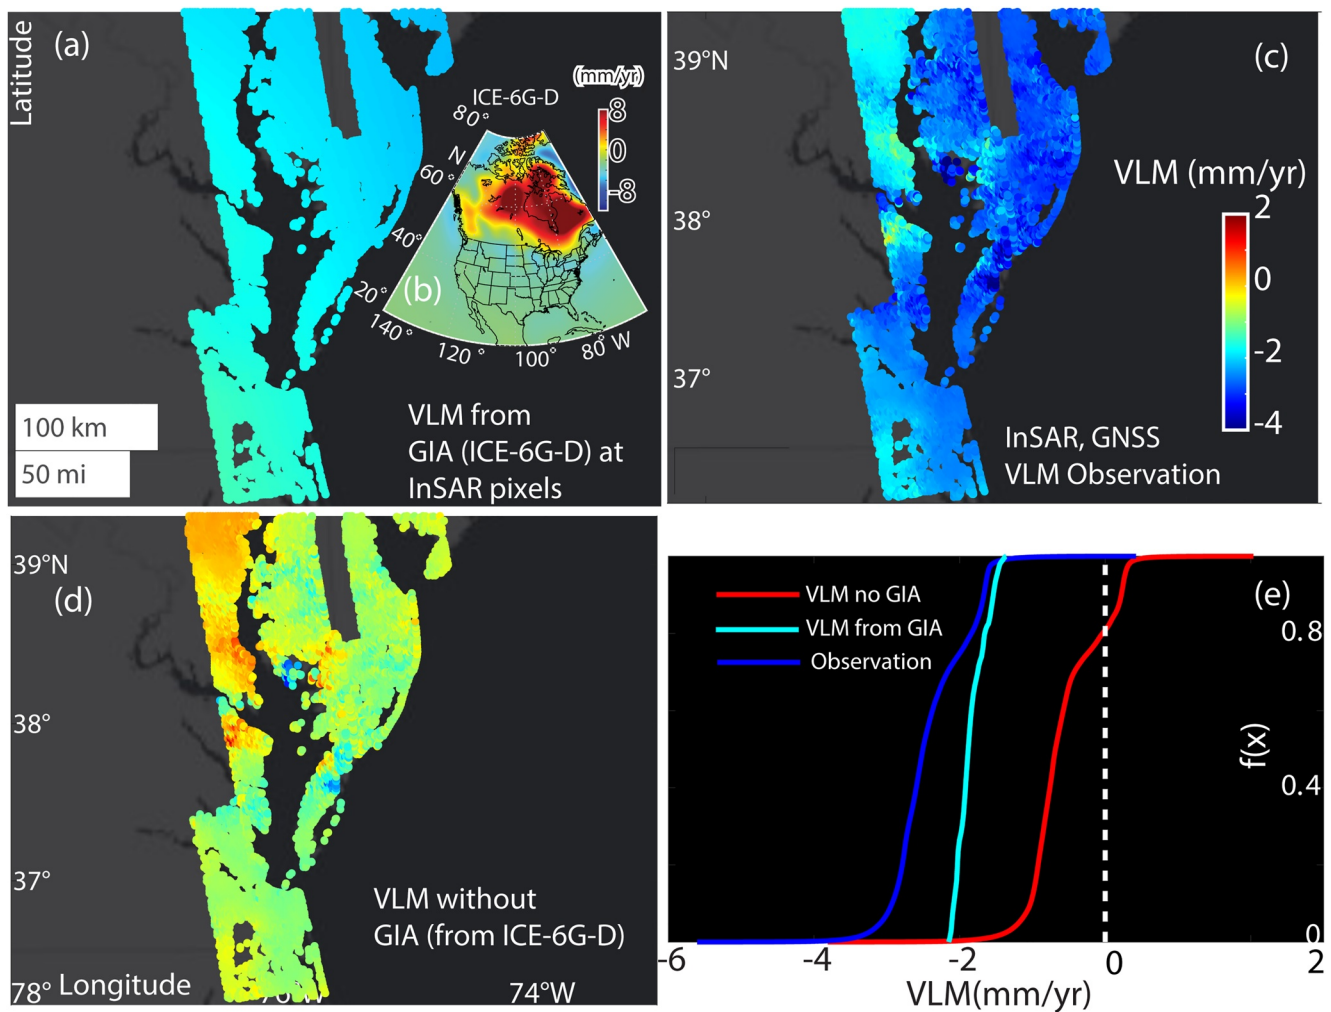 (a)
Latitude
(mm/yr)
ICE-6G-D
8
0
-8
80°
N
60°
40°
20°
140°
120°
100°
80° W
(b)
100 km
50 mi
VLM from
GIA (ICE-6G-D) at
InSAR pixels
39°N
(c)
VLM (mm/yr)
2
0
-2
-4
38°
37°
InSAR, GNSS
VLM Observation
39°N
(d)
38°
37°
VLM without
GIA (from ICE-6G-D)
78°
Longitude
74°W
(e)
VLM no GIA
VLM from GIA
Observation
0.8
f(x)
0.4
0
-6
-4
-2
0
2
VLM(mm/yr)